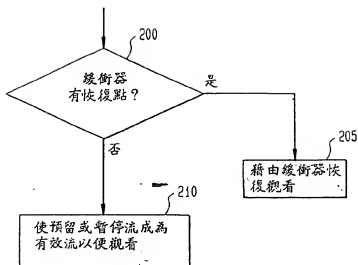 200
緩衝器
有恢復點？
是
否
205
藉由緩衝器恢
復觀看
210
使預留或暫停流成為
有效流以便觀看